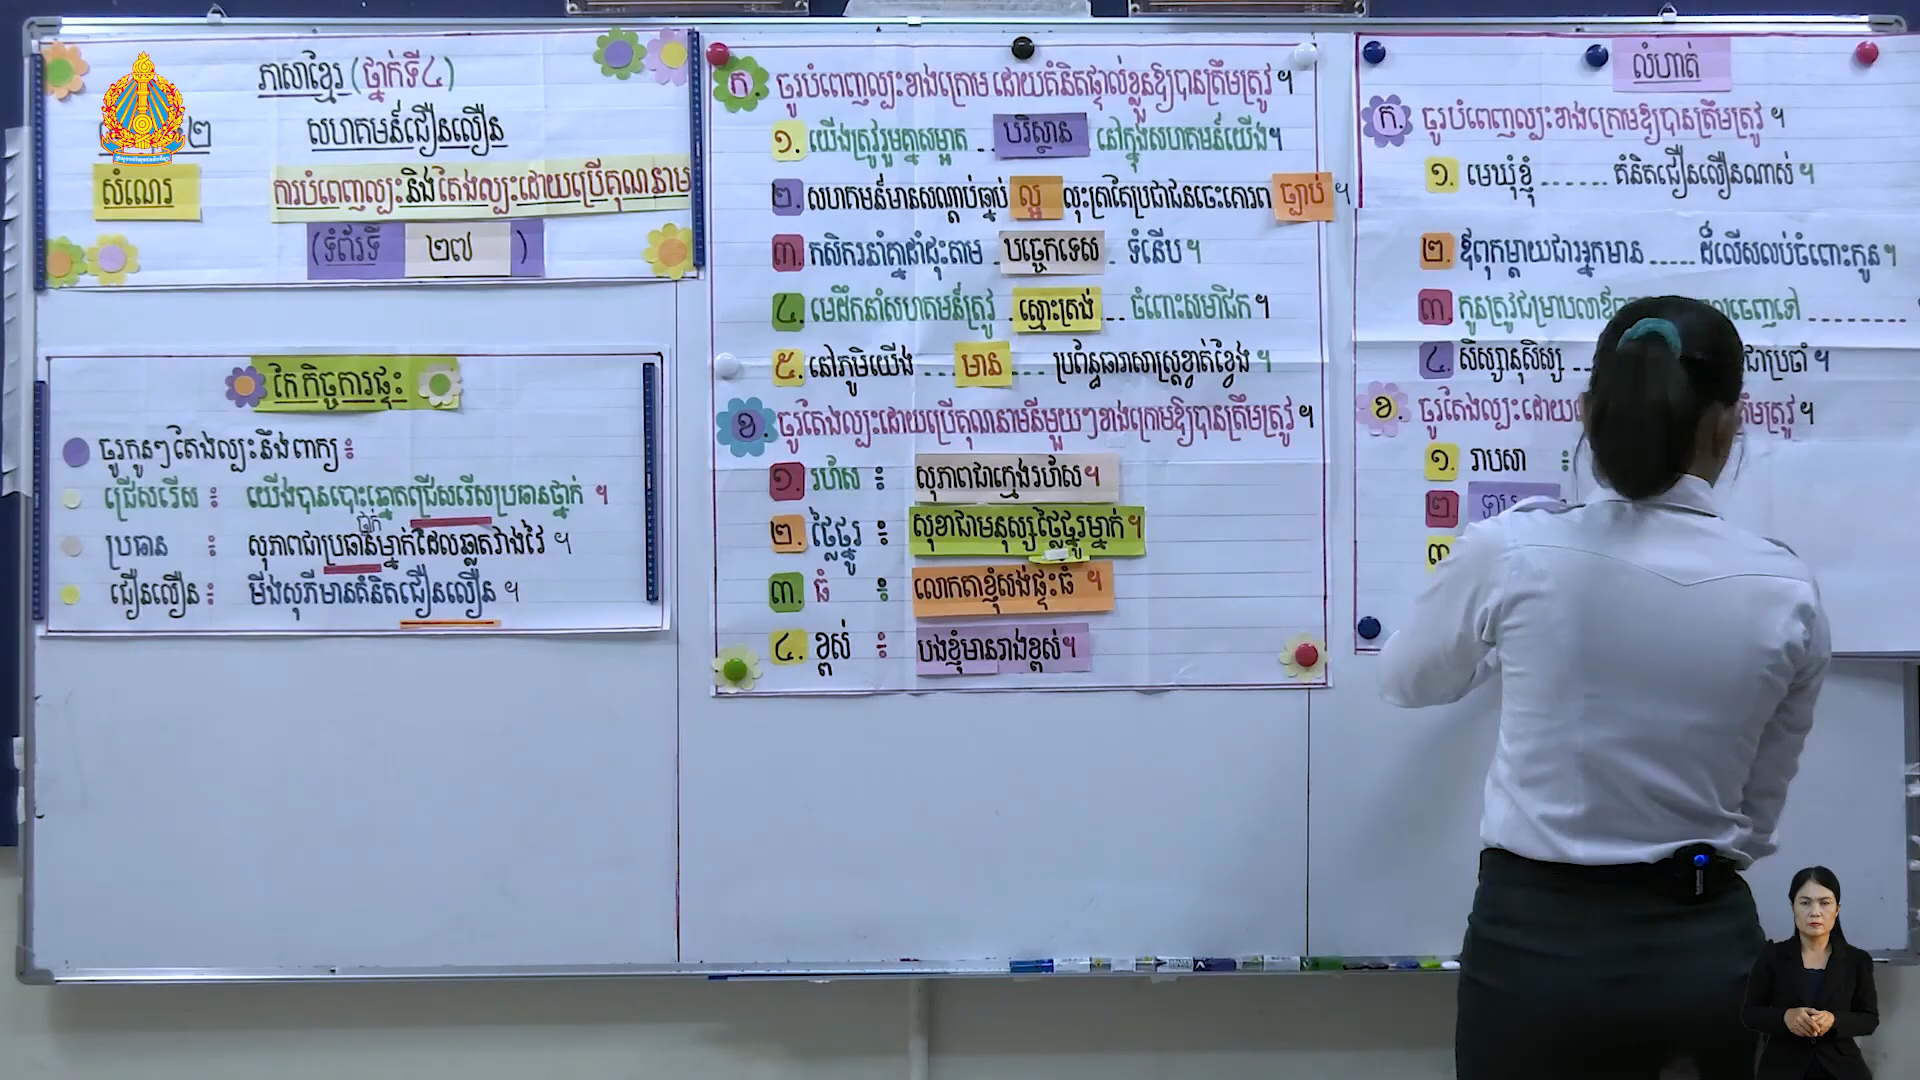 ភាសាខ្មែរ (ថ្នាក់ទី៤)
២ សហគមន៍ជឿនលឿន
សំណេរ ការបំពេញល្បះនិងតែងល្បះដោយប្រើគុណនាម
(ទំព័រទី ២៧ )
កែកិច្ចការផ្ទះ
ចូរកូនៗតែងល្បះនឹងពាក្យ៖
ជ្រើសរើស ៖ យើងបានបោះឆ្នោតជ្រើសរើសប្រធានថ្នាក់ ។
ថ្នាក់
ប្រធាន ៖ សុភាពជាប្រធានម្នាក់ដែលឆ្លាតវាងវៃ ។
ជឿនលឿន ៖ មីងសុភីមានគំនិតជឿនលឿន ។
ក. ចូរបំពេញល្បះខាងក្រោម ដោយគំនិតផ្ទាល់ខ្លួនឱ្យបានត្រឹមត្រូវ ។
១. យើងត្រូវរួមគ្នាសម្អាត .. បរិស្ថាន នៅក្នុងសហគមន៍យើង។
២. សហគមន៍មានសណ្ដាប់ធ្នាប់ ល្អ លុះត្រាតែប្រជាជនចេះគោរព ច្បាប់ ។
៣. កសិករនាំគ្នាដាំដុះតាម បច្ចេកទេស . ទំនើប។
៤. មេដឹកនាំសហគមន៍ត្រូវ . ស្មោះត្រង់ .. ចំពោះសមាជិក។
៥. នៅភូមិយើង ... មាន ... ប្រព័ន្ធធារាសាស្ត្រខ្វាត់ខ្វែង ។
ខ. ចូរតែងល្បះដោយប្រើគុណនាមនីមួយៗខាងក្រោមឱ្យបានត្រឹមត្រូវ ។
១. រហ័ស ៖ សុភាពជាក្មេងរហ័ស។
២. ថ្លៃថ្នូរ ៖ សុខាជាមនុស្សថ្លៃថ្នូរម្នាក់។
៣. ធំ ៖ លោកតាខ្ញុំសង់ផ្ទះធំ ។
៤. ខ្ពស់ ៖ បងខ្ញុំមានរាងខ្ពស់។
លំហាត់
ក. ចូរបំពេញល្បះខាងក្រោមឱ្យបានត្រឹមត្រូវ ។
១. មេឃុំខ្ញុំ ....... គំនិតជឿនលឿនណាស់ ។
២. ឪពុកម្ដាយជាអ្នកមាន ..... ដ៏លើសលប់ចំពោះកូន។
៣. កូនត្រូវជម្រាបលាឪ ចេញទៅ .........
៤. សិស្សានុសិស្ស .. ជាប្រចាំ ។
ខ. ចូរតែងល្បះដោយ ត្រឹមត្រូវ។
១. រាបសា ៖
២.
៣